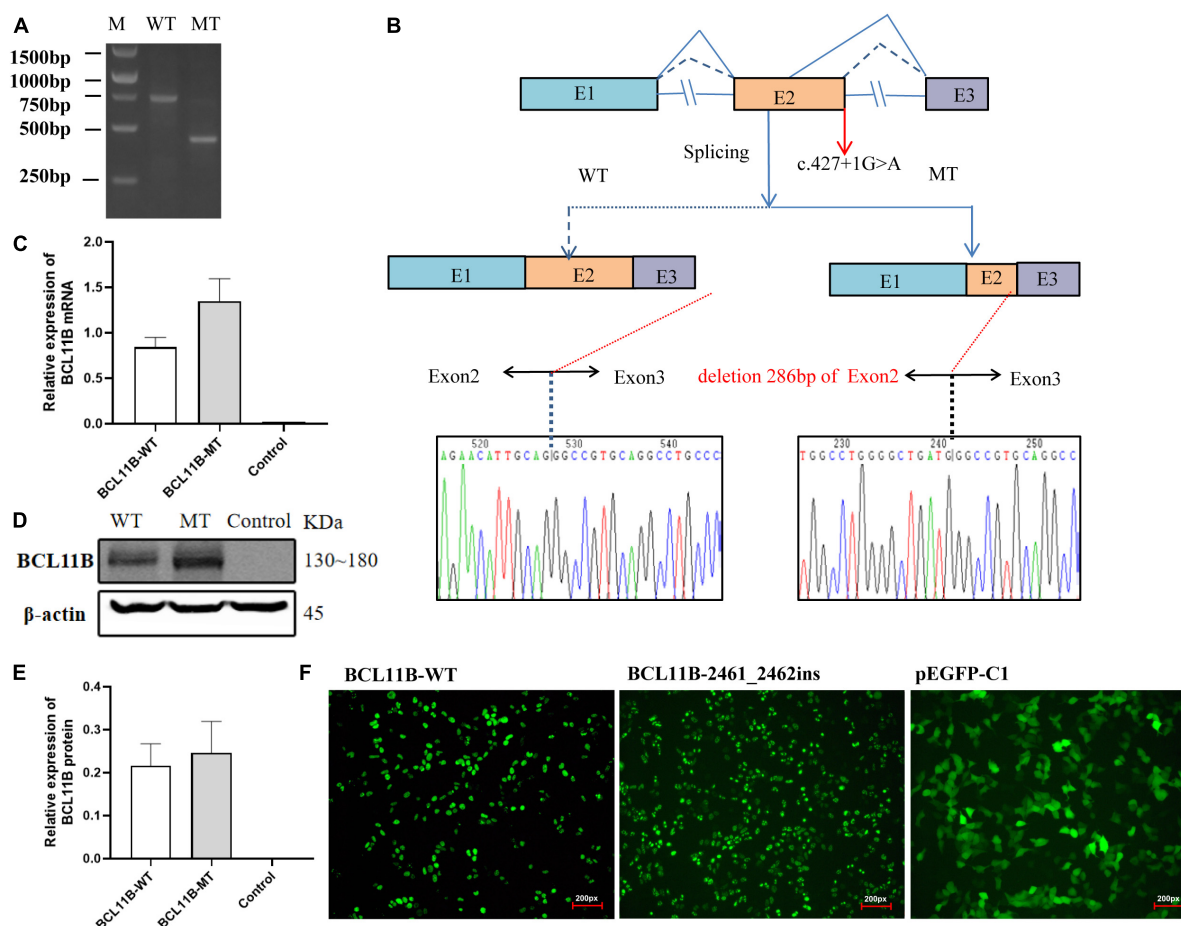 A
M WT MT
1500bp
1000bp
750bp
500bp
250bp
B
E1
E2
E3
Splicing
c.427+1G>A
WT
MT
E1
E2
E3
E1
E2
E3
Exon2
Exon3
deletion 286bp of Exon2
Exon3
520 530 540
AGAACATTGCAGGGCCGTGCAGGCCTGCCC
230 240 250
TGGCCTGGGGCTGATGGGCCGTGCAGGCC
C
Relative expression of
BCL11B mRNA
2.0
1.5
1.0
0.5
0.0
BCL11B-WT
BCL11B-MT
Control
D
WT MT Control KDa
BCL11B 130~180
β-actin 45
E
Relative expression of
BCL11B protein
0.4
0.3
0.2
0.1
0.0
BCL11B-WT
BCL11B-MT
Control
F
BCL11B-WT
BCL11B-2461_2462ins
pEGFP-C1
200px
200px
200px